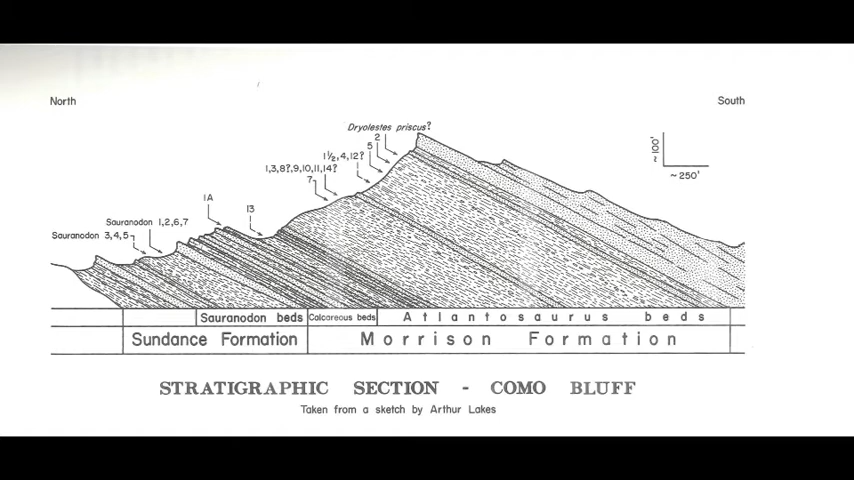 North
South
Dryolestes priscus?
2
5
1½,4,12?
1,3,8?,9,10,11,14?
7
~ 100'
~ 250'
1A
13
Sauranodon 1,2,6,7
Sauranodon 3,4,5
Sauranodon beds
Calcareous beds
Atlantosaurus beds
Sundance Formation
Morrison Formation
STRATIGRAPHIC SECTION - COMO BLUFF
Taken from a sketch by Arthur Lakes